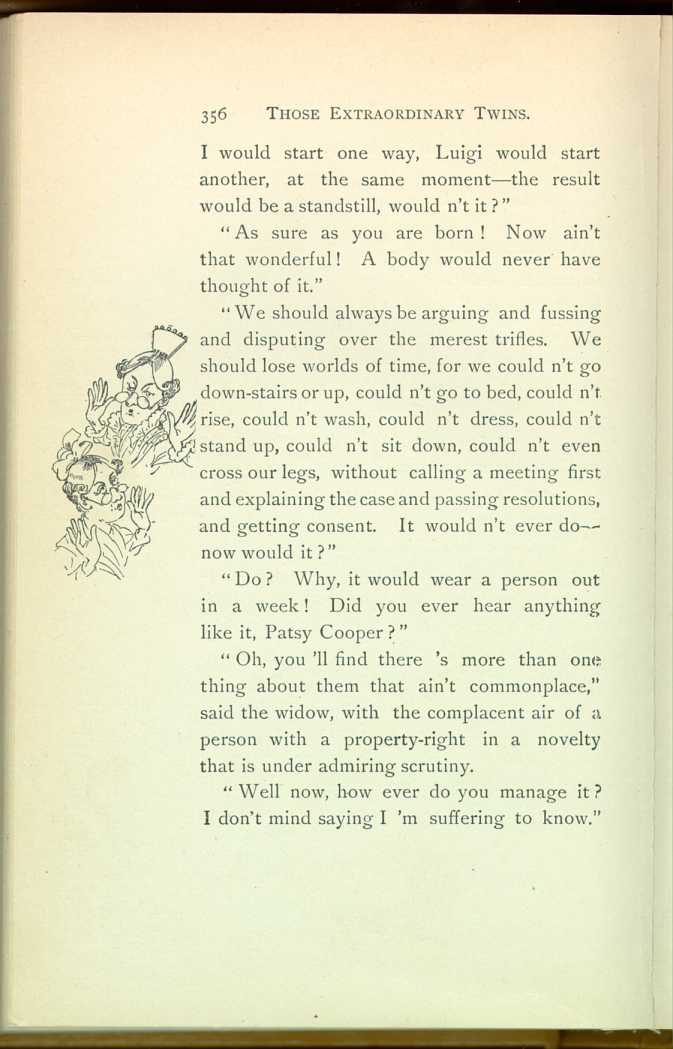 356 THOSE EXTRAORDINARY TWINS.
I would start one way, Luigi would start
another, at the same moment—the result
would be a standstill, would n't it?"
"As sure as you are born! Now ain't
that wonderful! A body would never have
thought of it."
"We should always be arguing and fussing
and disputing over the merest trifles. We
should lose worlds of time, for we could n't go
down-stairs or up, could n't go to bed, could n't
rise, could n't wash, could n't dress, could n't
stand up, could n't sit down, could n't even
cross our legs, without calling a meeting first
and explaining the case and passing resolutions,
and getting consent. It would n't ever do—
now would it?"
"Do? Why, it would wear a person out
in a week! Did you ever hear anything
like it, Patsy Cooper?"
"Oh, you 'll find there 's more than one
thing about them that ain't commonplace,"
said the widow, with the complacent air of a
person with a property-right in a novelty
that is under admiring scrutiny.
"Well now, how ever do you manage it?
I don't mind saying I 'm suffering to know."